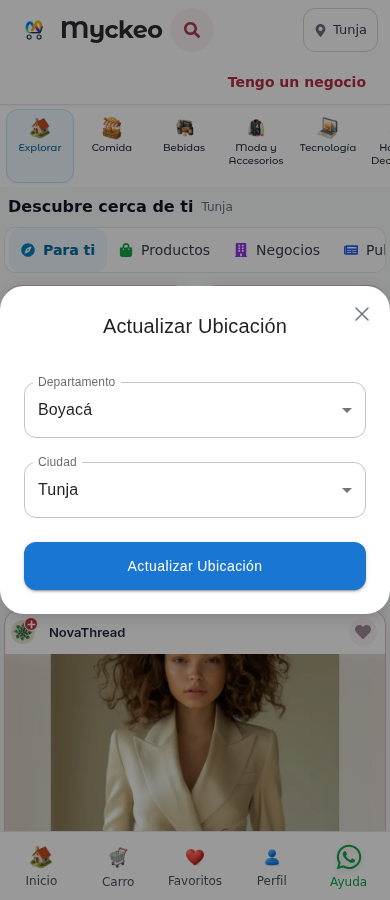 Myckeo
Tunja
Tengo un negocio
Explorar
Comida
Bebidas
Moda y
Accesorios
Tecnología
Descubre cerca de ti Tunja
Para ti
Productos
Negocios
Actualizar Ubicación
Departamento
Boyacá
Ciudad
Tunja
Actualizar Ubicación
NovaThread
Inicio
Carro
Favoritos
Perfil
Ayuda